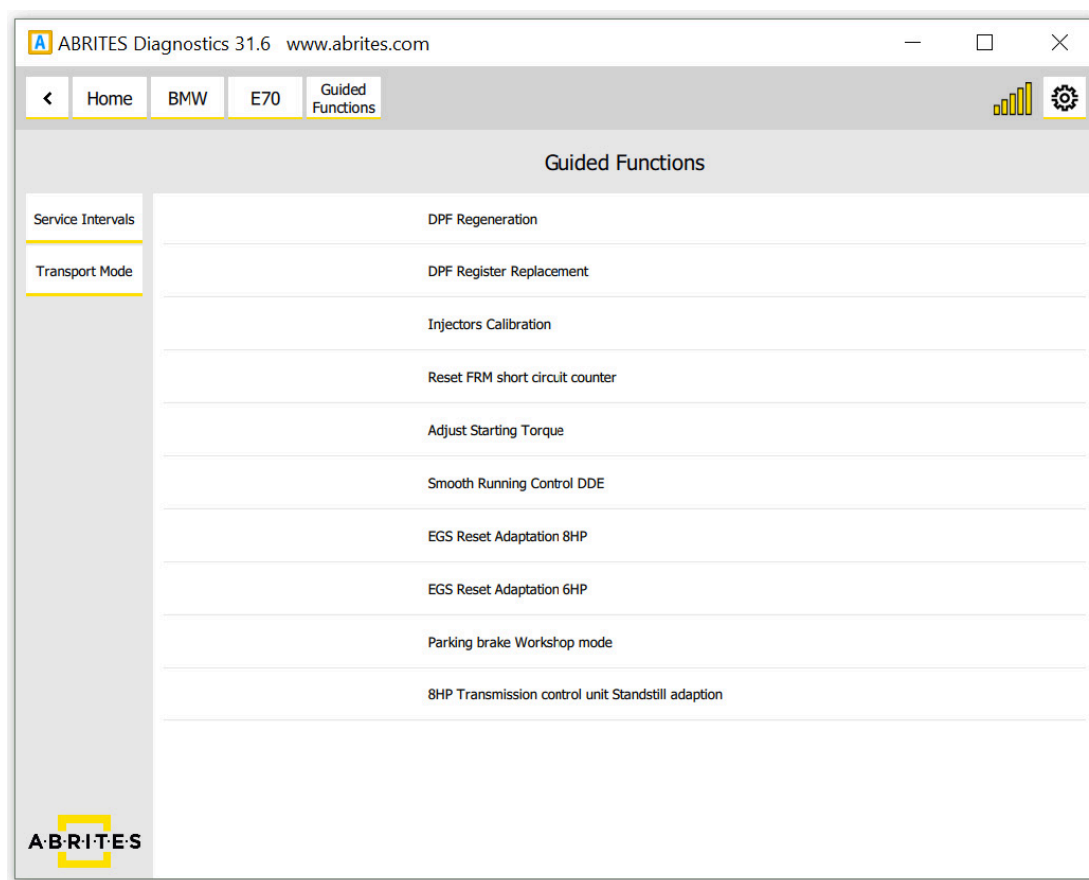 A ABRITES Diagnostics 31.6 www.abrites.com
Home
BMW
E70
Guided
Functions
Guided Functions
Service Intervals
Transport Mode
DPF Regeneration
DPF Register Replacement
Injectors Calibration
Reset FRM short circuit counter
Adjust Starting Torque
Smooth Running Control DDE
EGS Reset Adaptation 8HP
EGS Reset Adaptation 6HP
Parking brake Workshop mode
8HP Transmission control unit Standstill adaption
A·B·R·I·T·E·S